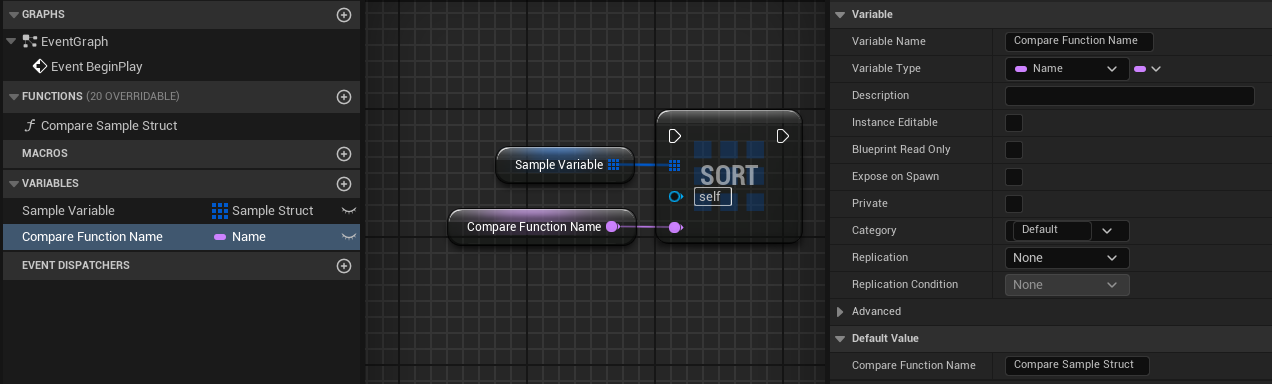 GRAPHS
EventGraph
Event BeginPlay
FUNCTIONS (20 OVERRIDABLE)
Compare Sample Struct
MACROS
VARIABLES
Sample Variable Sample Struct
Compare Function Name Name
EVENT DISPATCHERS
Sample Variable
Compare Function Name
SORT
self
Variable
Variable Name Compare Function Name
Variable Type Name
Description
Instance Editable
Blueprint Read Only
Expose on Spawn
Private
Category Default
Replication None
Replication Condition None
Advanced
Default Value
Compare Function Name Compare Sample Struct